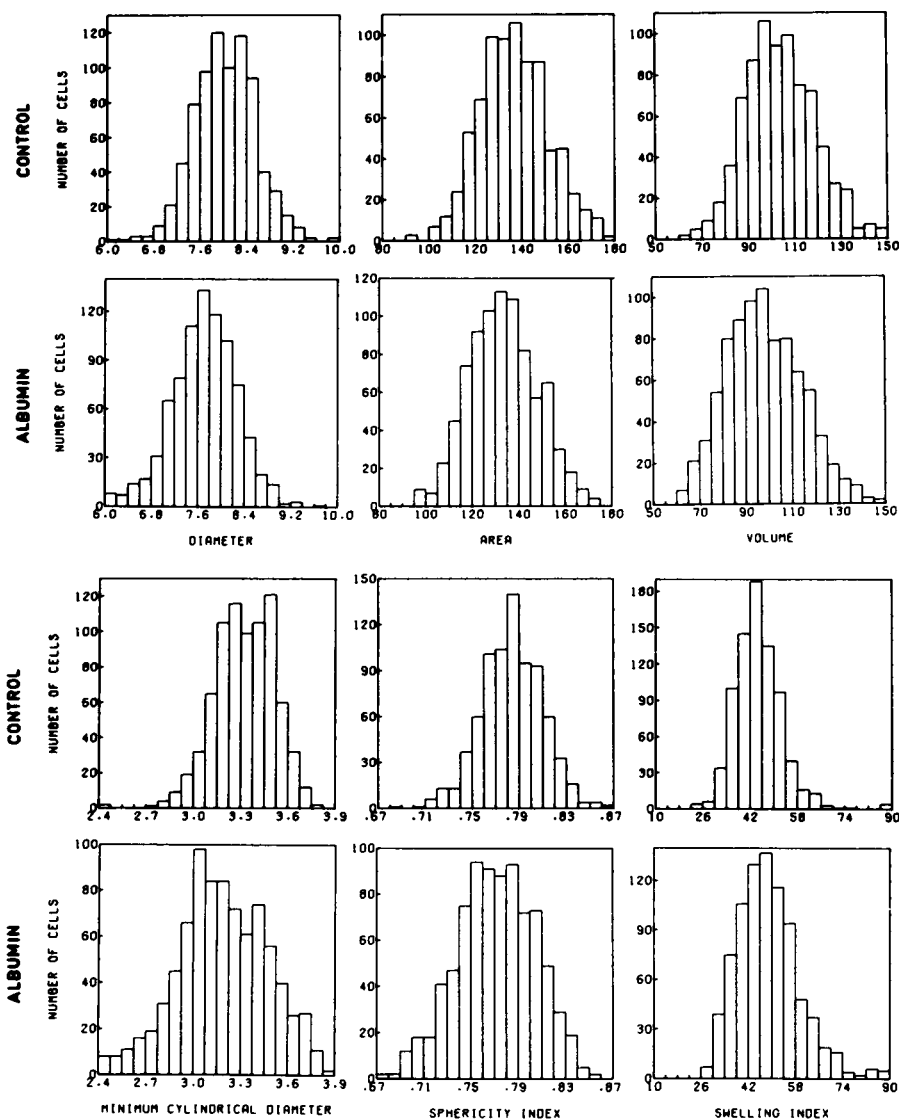 CONTROL
NUMBER OF CELLS
120
100
80
60
40
20
0
6.0 6.8 7.6 8.4 9.2 10.0
100
80
60
40
20
0
80 100 120 140 160 180
100
80
60
40
20
0
50 70 90 110 130 150
ALBUMIN
NUMBER OF CELLS
120
90
60
30
0
6.0 6.8 7.6 8.4 9.2 10.0
DIAMETER
120
100
80
60
40
20
0
80 100 120 140 160 180
AREA
100
80
60
40
20
0
50 70 90 110 130 150
VOLUME
CONTROL
NUMBER OF CELLS
120
100
80
60
40
20
0
2.4 2.7 3.0 3.3 3.6 3.9
150
120
90
60
30
0
.67 .71 .75 .79 .83 .87
180
150
120
90
60
30
0
10 26 42 58 74 90
ALBUMIN
NUMBER OF CELLS
100
80
60
40
20
0
2.4 2.7 3.0 3.3 3.6 3.9
MINIMUM CYLINDRICAL DIAMETER
100
80
60
40
20
0
.67 .71 .75 .79 .83 .87
SPHERICITY INDEX
120
90
60
30
0
10 26 42 58 74 90
SWELLING INDEX